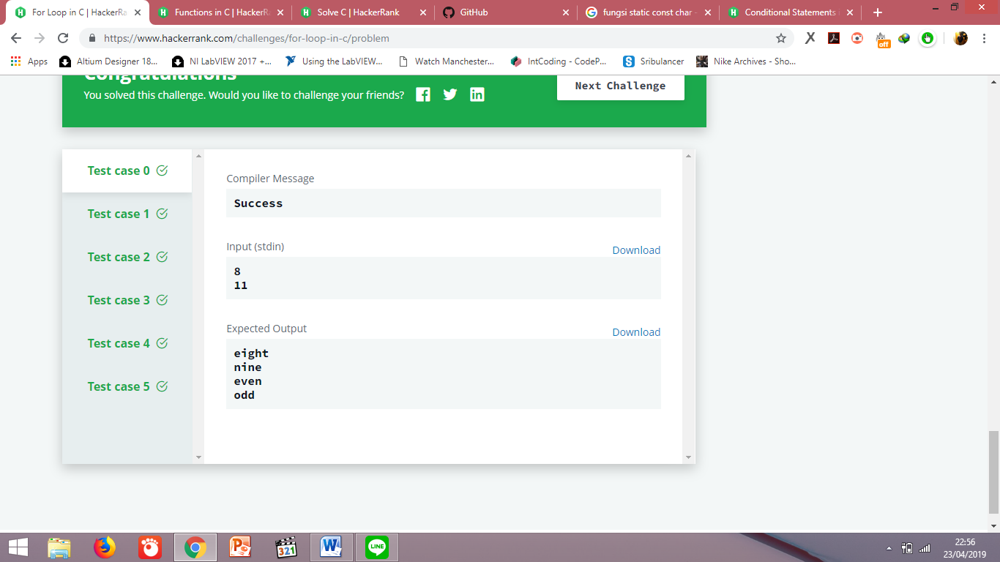 For Loop in C | HackerRa
Functions in C | HackerRa
Solve C | HackerRank
GitHub
fungsi static const char -
Conditional Statements i
https://www.hackerrank.com/challenges/for-loop-in-c/problem
off
Apps
Altium Designer 18...
NI LabVIEW 2017 +...
Using the LabVIEW...
Watch Manchester...
IntCoding - CodeP...
Sribulancer
Nike Archives - Sho...
Congratulations
You solved this challenge. Would you like to challenge your friends?
Next Challenge
Test case 0
Test case 1
Test case 2
Test case 3
Test case 4
Test case 5
Compiler Message
Success
Input (stdin)
Download
8
11
Expected Output
Download
eight
nine
even
odd
321
LINE
22:56
23/04/2019